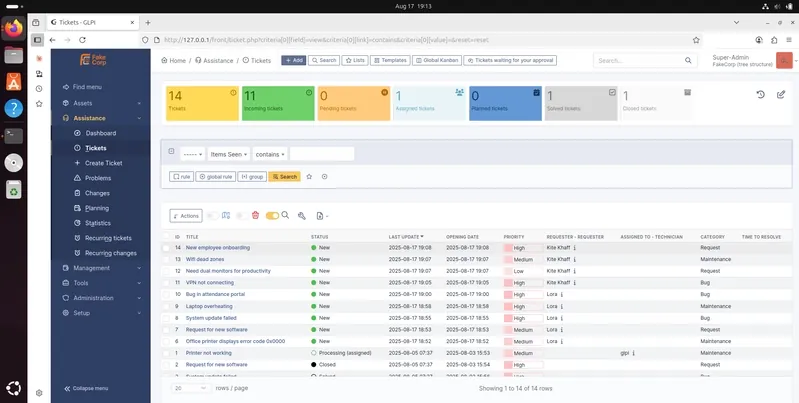 Aug 17 19:13
Tickets - GLPI
http://127.0.0.1/front/ticket.php?criteria[0][field]=view&criteria[0][link]=contains&criteria[0][value]=&reset=reset
Fake
Corp
Home / Assistance / Tickets
+ Add
Search
Lists
Templates
Global Kanban
Tickets waiting for your approval
Search...
Super-Admin
FakeCorp (tree structure)
Find menu
Assets
Assistance
Dashboard
Tickets
Create Ticket
Problems
Changes
Planning
Statistics
Recurring tickets
Recurring changes
Management
Tools
Administration
Setup
Collapse menu
14
Tickets
11
Incoming tickets
0
Pending tickets
1
Assigned tickets
0
Planned tickets
1
Solved tickets
1
Closed tickets
----- Items Seen contains
rule global rule (+) group Search
Actions
ID TITLE STATUS LAST UPDATE OPENING DATE PRIORITY REQUESTER - REQUESTER ASSIGNED TO - TECHNICIAN CATEGORY TIME TO RESOLVE
14 New employee onboarding New 2025-08-17 19:08 2025-08-17 19:08 High Kite Khaff Request
13 Wifi dead zones New 2025-08-17 19:07 2025-08-17 19:07 Medium Kite Khaff Maintenance
12 Need dual monitors for productivity New 2025-08-17 19:07 2025-08-17 19:07 Low Kite Khaff Request
11 VPN not connecting New 2025-08-17 19:05 2025-08-17 19:05 High Kite Khaff Bug
10 Bug in attendance portal New 2025-08-17 19:00 2025-08-17 19:00 High Lora Bug
9 Laptop overheating New 2025-08-17 18:58 2025-08-17 18:58 High Lora Maintenance
8 System update failed New 2025-08-17 18:55 2025-08-17 18:55 High Lora Bug
7 Request for new software New 2025-08-17 18:53 2025-08-17 18:53 Medium Lora Request
6 Office printer displays error code 0x0000 New 2025-08-17 18:52 2025-08-17 18:52 Medium Lora Maintenance
1 Printer not working Processing (assigned) 2025-08-05 07:37 2025-08-03 15:53 Medium glpi Maintenance
2 Request for new software Closed 2025-08-05 07:37 2025-08-03 15:54 High Request
20 rows / page
Showing 1 to 14 of 14 rows